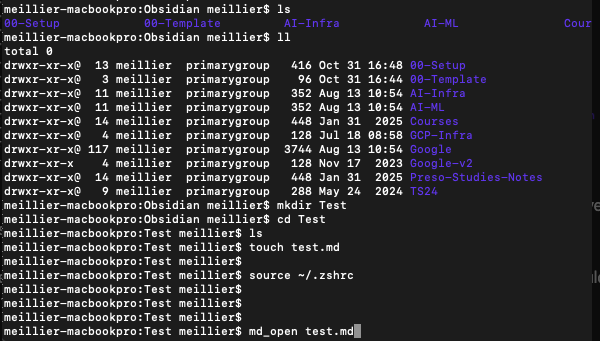 meillier-macbookpro:Obsidian meillier$ ls
00-Setup 00-Template AI-Infra AI-ML Cour
meillier-macbookpro:Obsidian meillier$ ll
total 0
drwxr-xr-x@ 13 meillier primarygroup 416 Oct 31 16:48 00-Setup
drwxr-xr-x@ 3 meillier primarygroup 96 Oct 31 16:44 00-Template
drwxr-xr-x@ 11 meillier primarygroup 352 Aug 13 10:54 AI-Infra
drwxr-xr-x@ 11 meillier primarygroup 352 Aug 13 10:54 AI-ML
drwxr-xr-x@ 14 meillier primarygroup 448 Jan 31 2025 Courses
drwxr-xr-x@ 4 meillier primarygroup 128 Jul 18 08:58 GCP-Infra
drwxr-xr-x@ 117 meillier primarygroup 3744 Aug 13 10:54 Google
drwxr-xr-x 4 meillier primarygroup 128 Nov 17 2023 Google-v2
drwxr-xr-x@ 14 meillier primarygroup 448 Jan 31 2025 Preso-Studies-Notes
drwxr-xr-x@ 9 meillier primarygroup 288 May 24 2024 TS24
meillier-macbookpro:Obsidian meillier$ mkdir Test
meillier-macbookpro:Obsidian meillier$ cd Test
meillier-macbookpro:Test meillier$ ls
meillier-macbookpro:Test meillier$ touch test.md
meillier-macbookpro:Test meillier$
meillier-macbookpro:Test meillier$ source ~/.zshrc
meillier-macbookpro:Test meillier$
meillier-macbookpro:Test meillier$
meillier-macbookpro:Test meillier$
meillier-macbookpro:Test meillier$ md_open test.md